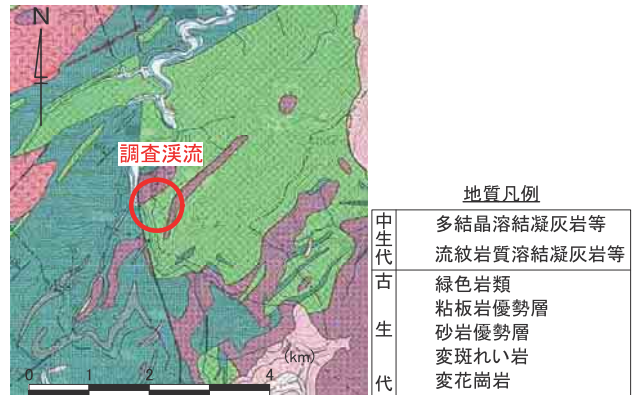 N
調査渓流
(km)
0 1 2 4
地質凡例
中生代
多結晶溶結凝灰岩等
流紋岩質溶結凝灰岩等
古生代
緑色岩類
粘板岩優勢層
砂岩優勢層
変斑れい岩
変花崗岩